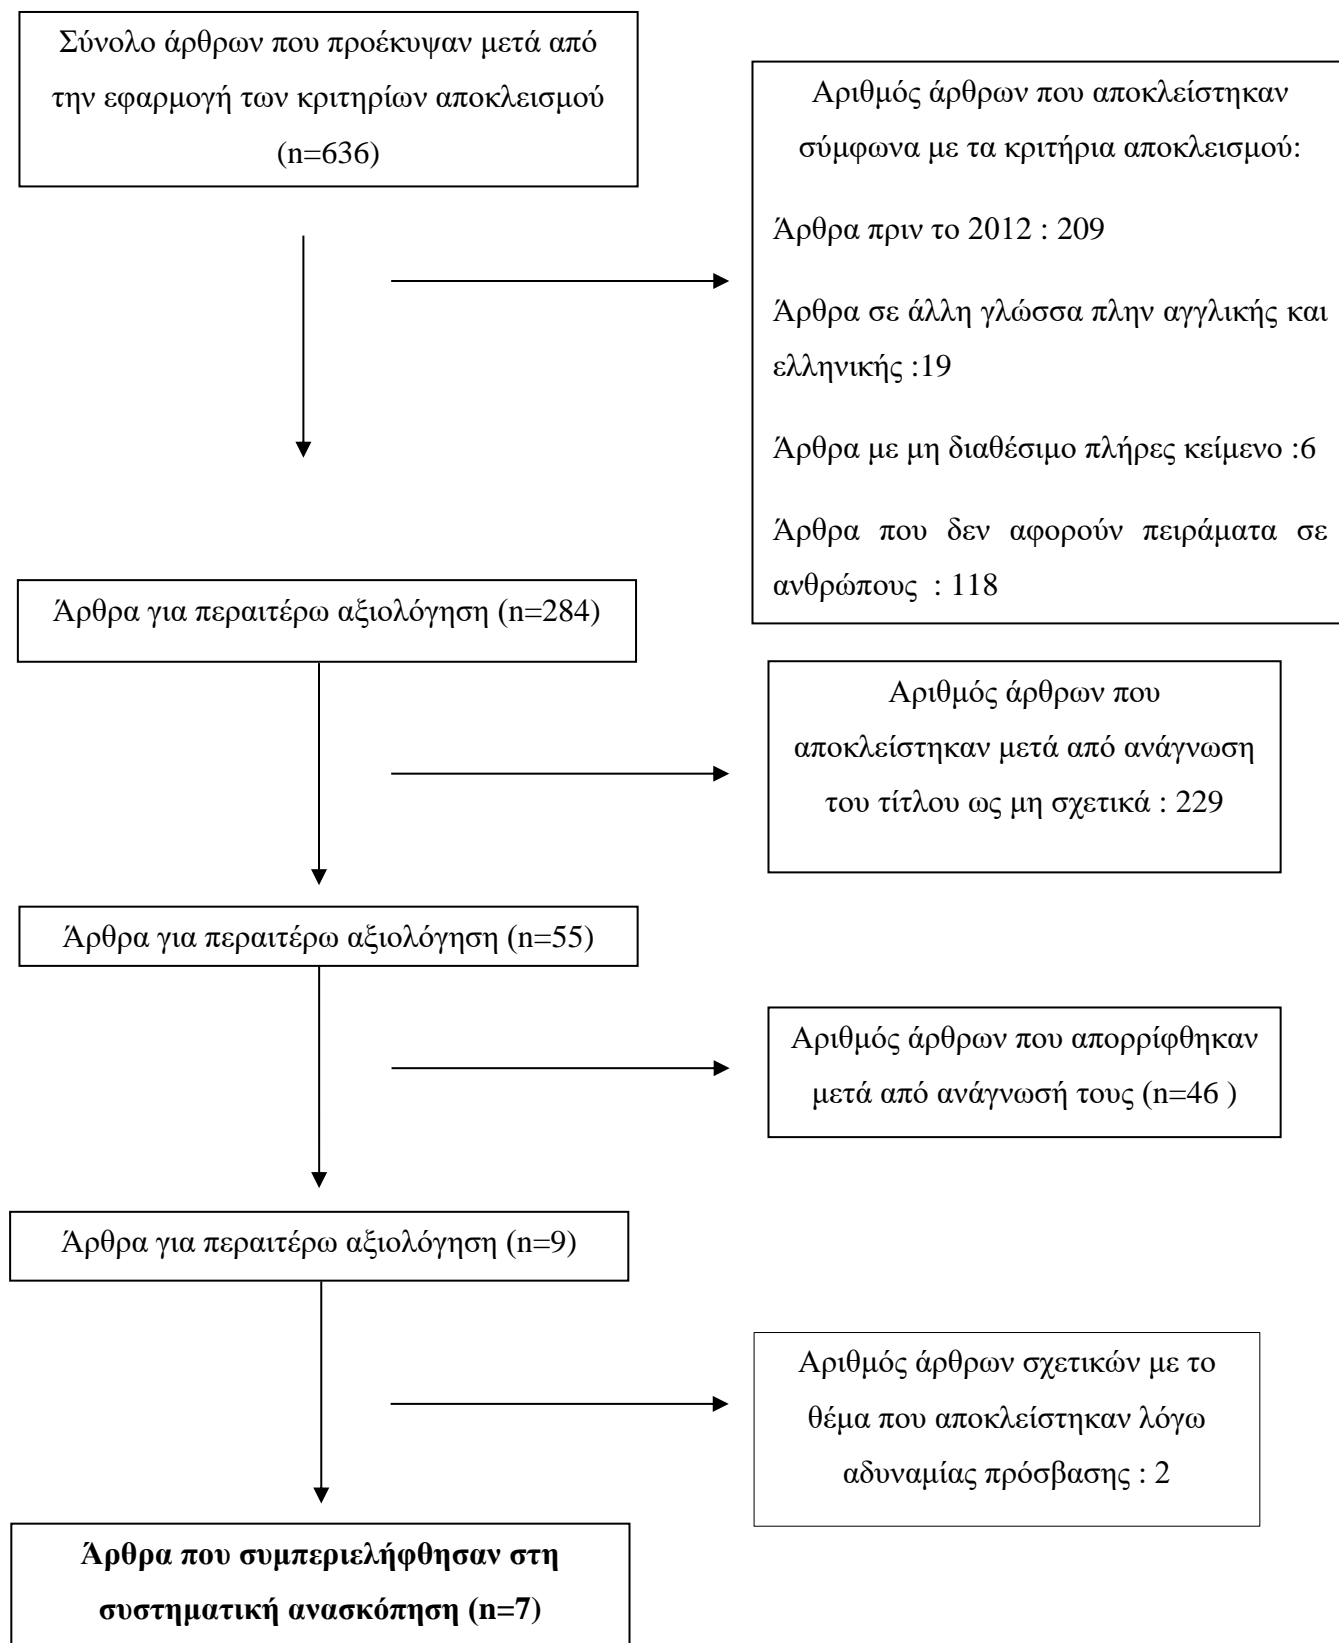 Σύνολο άρθρων που προέκυψαν μετά από
την εφαρμογή των κριτηρίων αποκλεισμού
(n=636)
Αριθμός άρθρων που αποκλείστηκαν
σύμφωνα με τα κριτήρια αποκλεισμού:
Άρθρα πριν το 2012 : 209
Άρθρα σε άλλη γλώσσα πλην αγγλικής και
ελληνικής :19
Άρθρα με μη διαθέσιμο πλήρες κείμενο :6
Άρθρα που δεν αφορούν πειράματα σε
ανθρώπους : 118
Άρθρα για περαιτέρω αξιολόγηση (n=284)
Αριθμός άρθρων που
αποκλείστηκαν μετά από ανάγνωση
του τίτλου ως μη σχετικά : 229
Άρθρα για περαιτέρω αξιολόγηση (n=55)
Αριθμός άρθρων που απορρίφθηκαν
μετά από ανάγνωσή τους (n=46 )
Άρθρα για περαιτέρω αξιολόγηση (n=9)
Αριθμός άρθρων σχετικών με το
θέμα που αποκλείστηκαν λόγω
αδυναμίας πρόσβασης : 2
Άρθρα που συμπεριελήφθησαν στη
συστηματική ανασκόπηση (n=7)